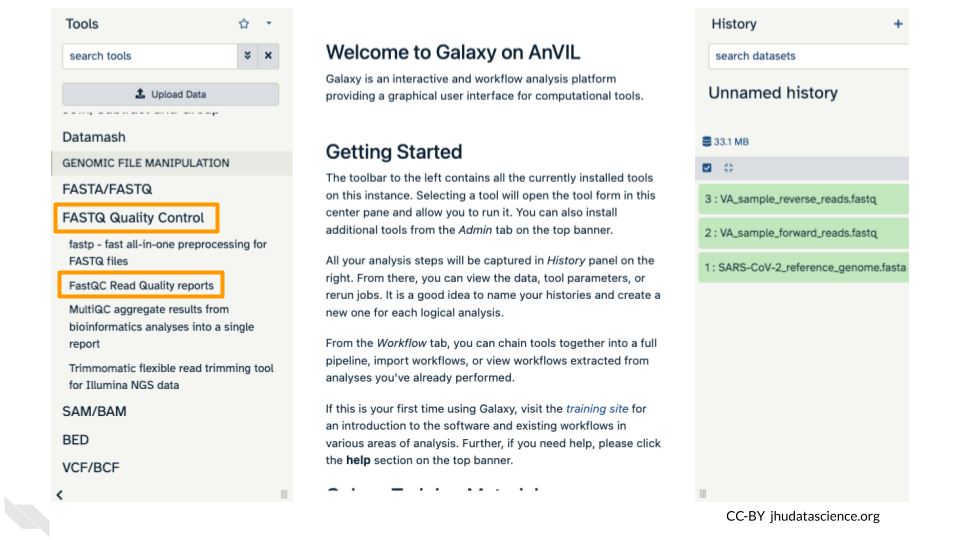 Tools
search tools
Upload Data
Datamash
GENOMIC FILE MANIPULATION
FASTA/FASTQ
FASTQ Quality Control
fastp - fast all-in-one preprocessing for
FASTQ files
FastQC Read Quality reports
MultiQC aggregate results from
bioinformatics analyses into a single
report
Trimmomatic flexible read trimming tool
for Illumina NGS data
SAM/BAM
BED
VCF/BCF
Welcome to Galaxy on AnVIL
Galaxy is an interactive and workflow analysis platform
providing a graphical user interface for computational tools.
Getting Started
The toolbar to the left contains all the currently installed tools
on this instance. Selecting a tool will open the tool form in this
center pane and allow you to run it. You can also install
additional tools from the Admin tab on the top banner.
All your analysis steps will be captured in History panel on the
right. From there, you can view the data, tool parameters, or
rerun jobs. It is a good idea to name your histories and create a
new one for each logical analysis.
From the Workflow tab, you can chain tools together into a full
pipeline, import workflows, or view workflows extracted from
analyses you've already performed.
If this is your first time using Galaxy, visit the training site for
an introduction to the software and existing workflows in
various areas of analysis. Further, if you need help, please click
the help section on the top banner.
History
search datasets
Unnamed history
33.1 MB
3 : VA_sample_reverse_reads.fastq
2 : VA_sample_forward_reads.fastq
1 : SARS-CoV-2_reference_genome.fasta
CC-BY jhudatascience.org